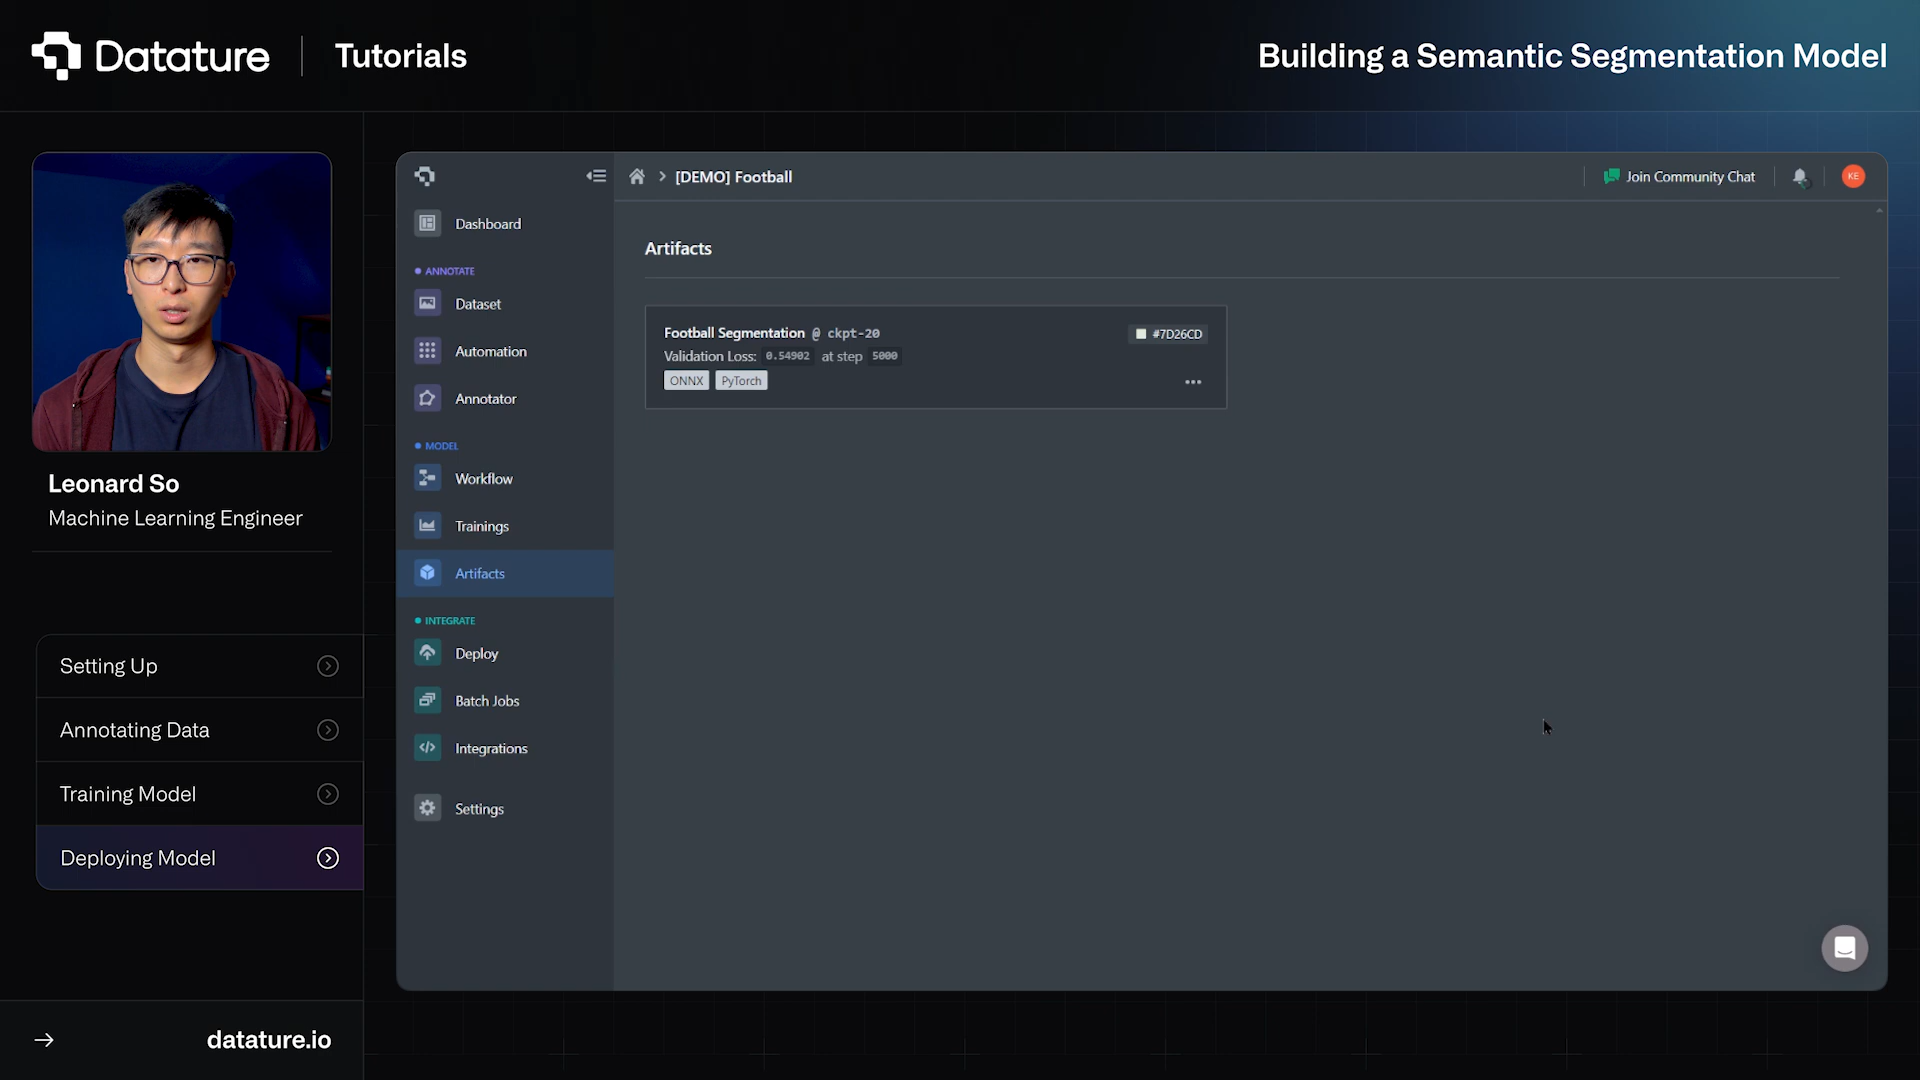 Datature
Tutorials
Building a Semantic Segmentation Model
Leonard So
Machine Learning Engineer
Setting Up
Annotating Data
Training Model
Deploying Model
datature.io
[DEMO] Football
Join Community Chat
KE
Dashboard
ANNOTATE
Dataset
Automation
Annotator
MODEL
Workflow
Trainings
Artifacts
INTEGRATE
Deploy
Batch Jobs
Integrations
Settings
Artifacts
Football Segmentation @ ckpt-20
#7D26CD
Validation Loss: 0.54902 at step 5000
ONNX PyTorch